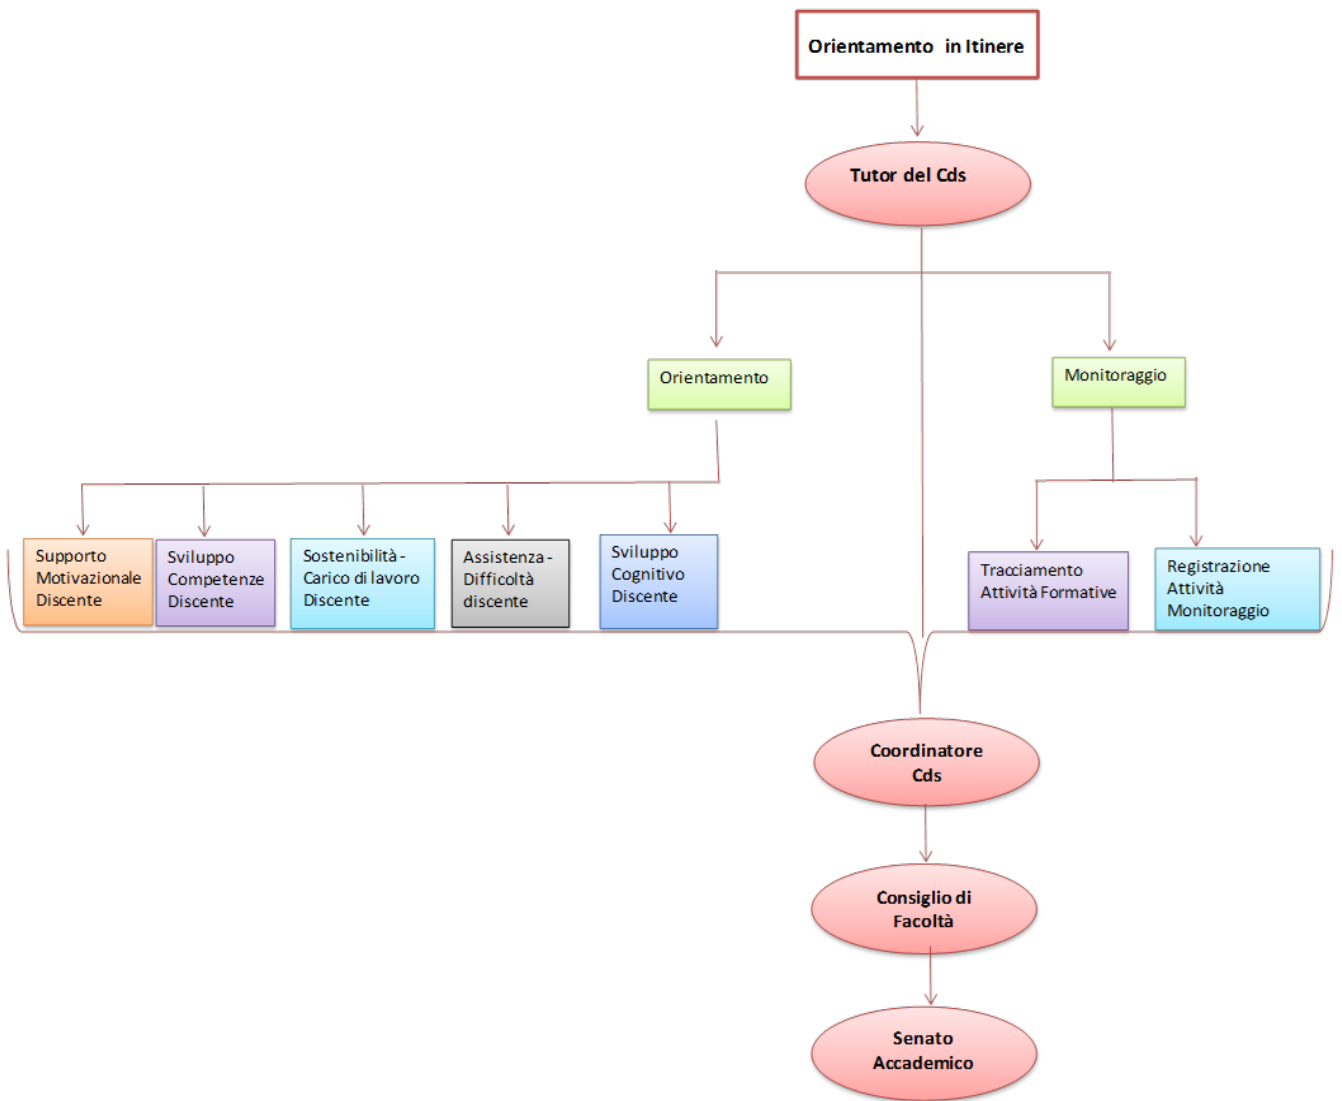 Orientamento in Itinere
Tutor del Cds
Orientamento
Monitoraggio
Supporto
Motivazionale
Discente
Sviluppo
Competenze
Discente
Sostenibilità -
Carico di lavoro
Discente
Assistenza -
Difficoltà
discente
Sviluppo
Cognitivo
Discente
Tracciamento
Attività Formative
Registrazione
Attività
Monitoraggio
Coordinatore
Cds
Consiglio di
Facoltà
Senato
Accademico